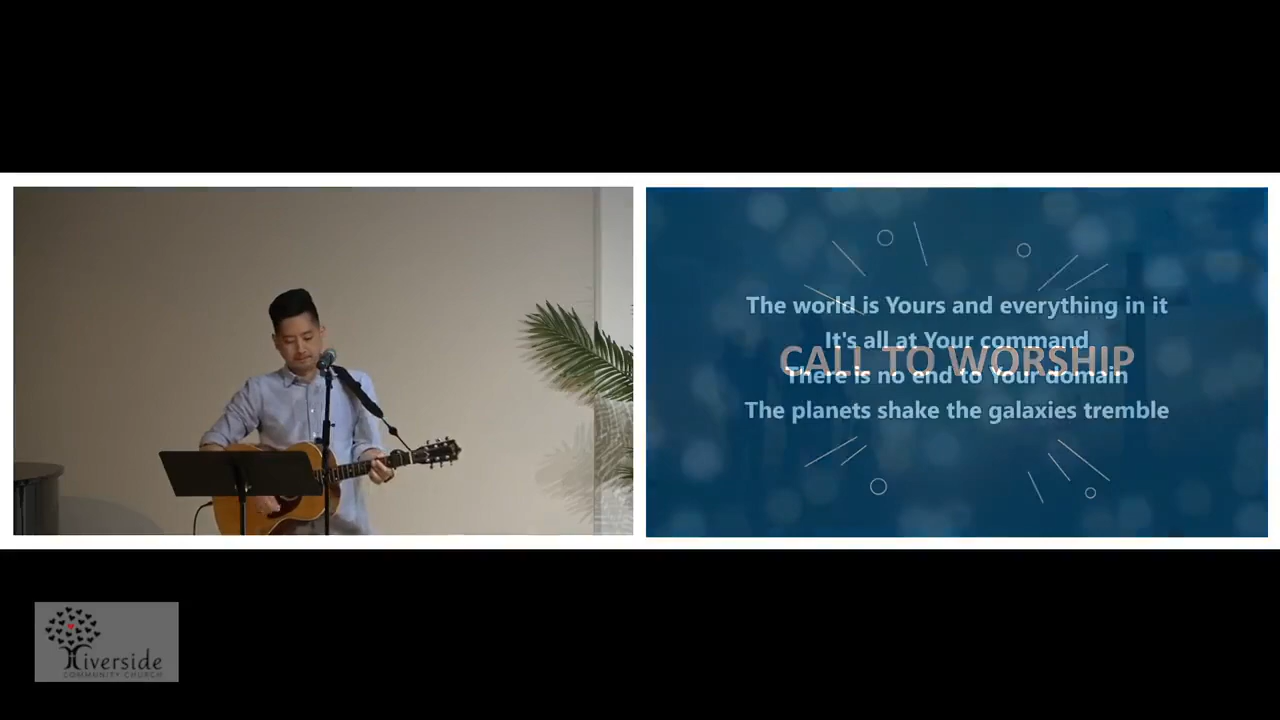 The world is Yours and everything in it
It's all at Your command
CALL TO WORSHIP
There is no end to Your domain
The planets shake the galaxies tremble
Riverside
COMMUNITY CHURCH